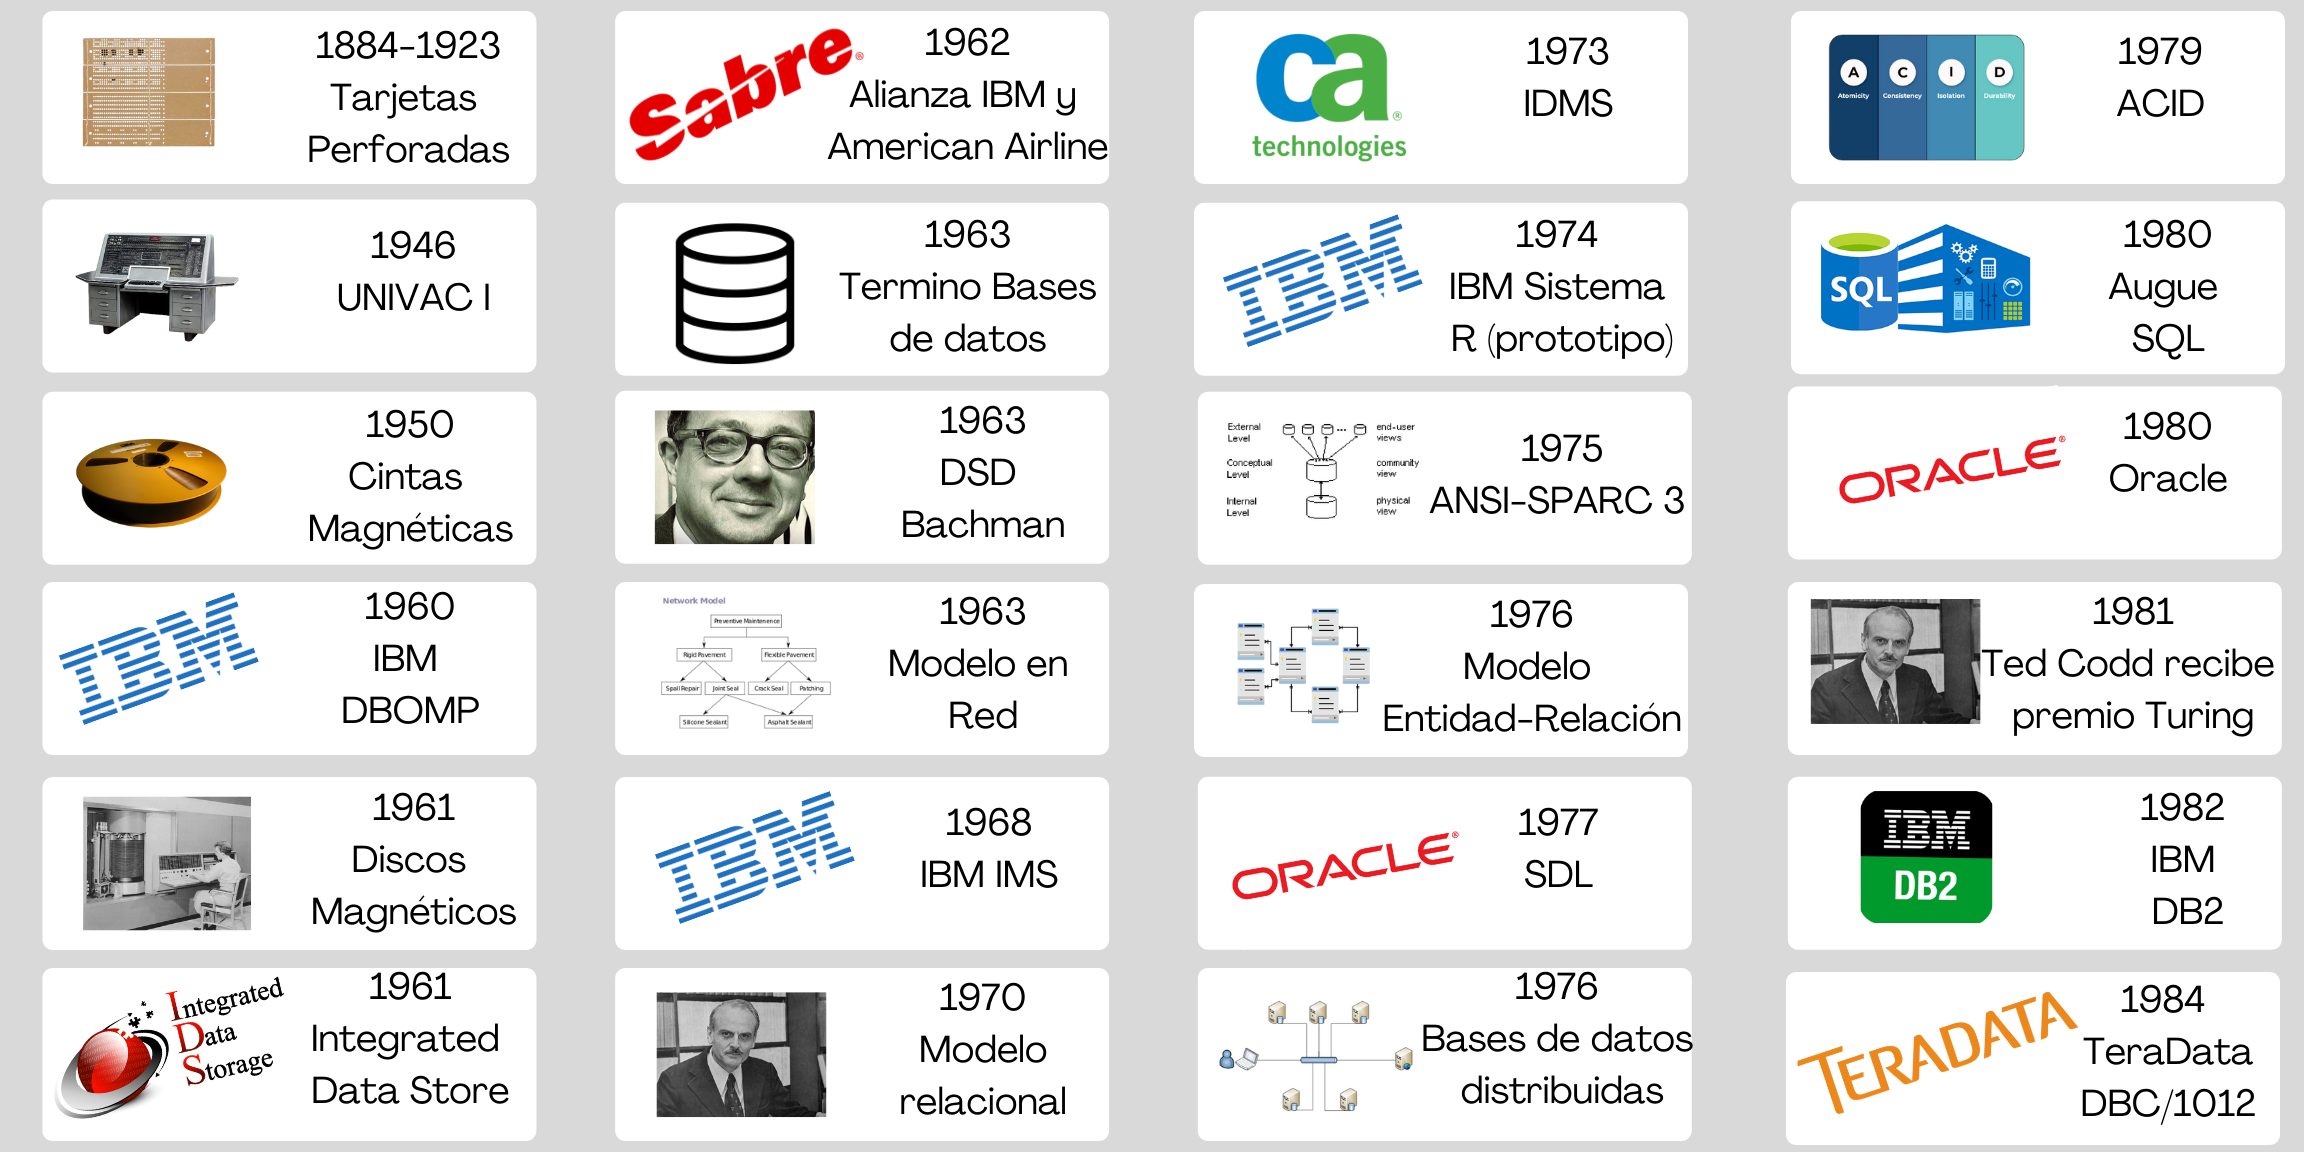 1884-1923
Tarjetas
Perforadas
1946
UNIVAC I
1950
Cintas
Magnéticas
1960
IBM
IBM
DBOMP
1961
Discos
Magnéticos
Integrated
Data
Storage
1961
Integrated
Data Store
Sabre®
1962
Alianza IBM y
American Airline
1963
Termino Bases
de datos
1963
DSD
Bachman
Network Model
Preventive Maintenence
Rigid Pavement
Flexible Pavement
Spall Repair
Joint Seal
Crack Seal
Patching
Silicone Sealant
Asphalt Sealant
1963
Modelo en
Red
IBM
1968
IBM IMS
1970
Modelo
relacional
ca®
technologies
1973
IDMS
IBM
1974
IBM Sistema
R (prototipo)
External
Level
end-user
views
Conceptual
Level
community
view
Internal
Level
physical
view
1975
ANSI-SPARC 3
1976
Modelo
Entidad-Relación
ORACLE®
1977
SDL
1976
Bases de datos
distribuidas
A C I D
Atomicity Consistency Isolation Durability
1979
ACID
SQL
1980
Augue
SQL
ORACLE®
1980
Oracle
1981
Ted Codd recibe
premio Turing
IBM
DB2
1982
IBM
DB2
TERADATA
1984
TeraData
DBC/1012